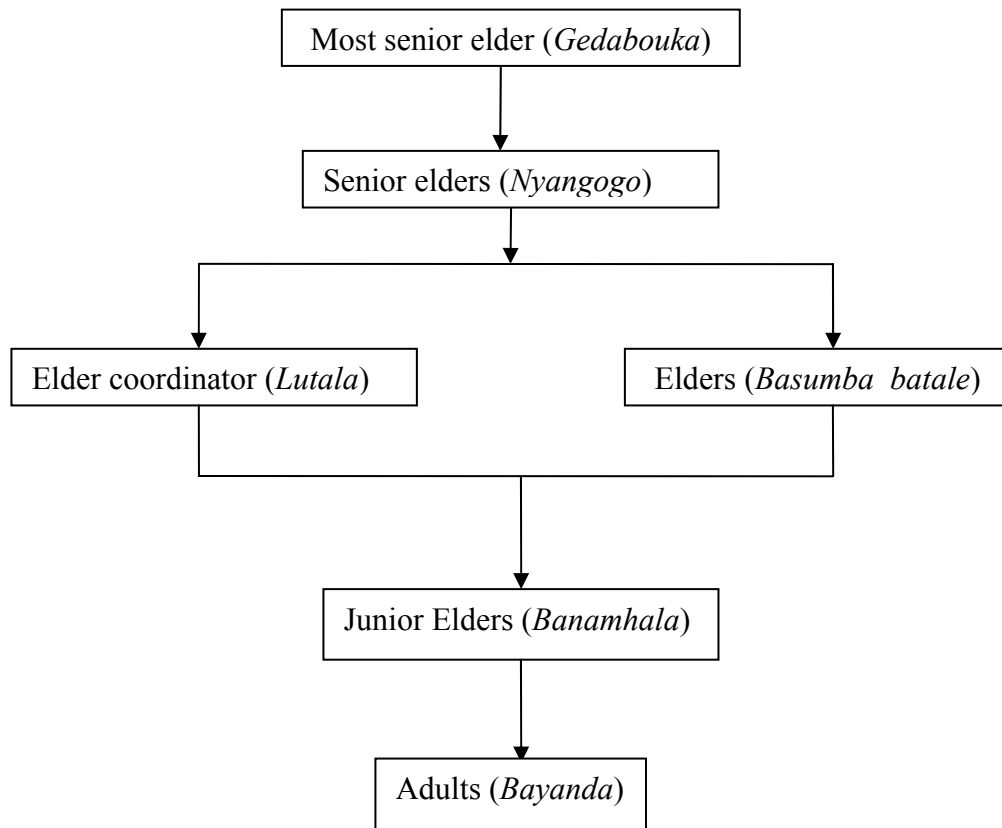 Most senior elder (Gedabouka)
Senior elders (Nyangogo)
Elder coordinator (Lutala)
Elders (Basumba batale)
Junior Elders (Banamhala)
Adults (Bayanda)